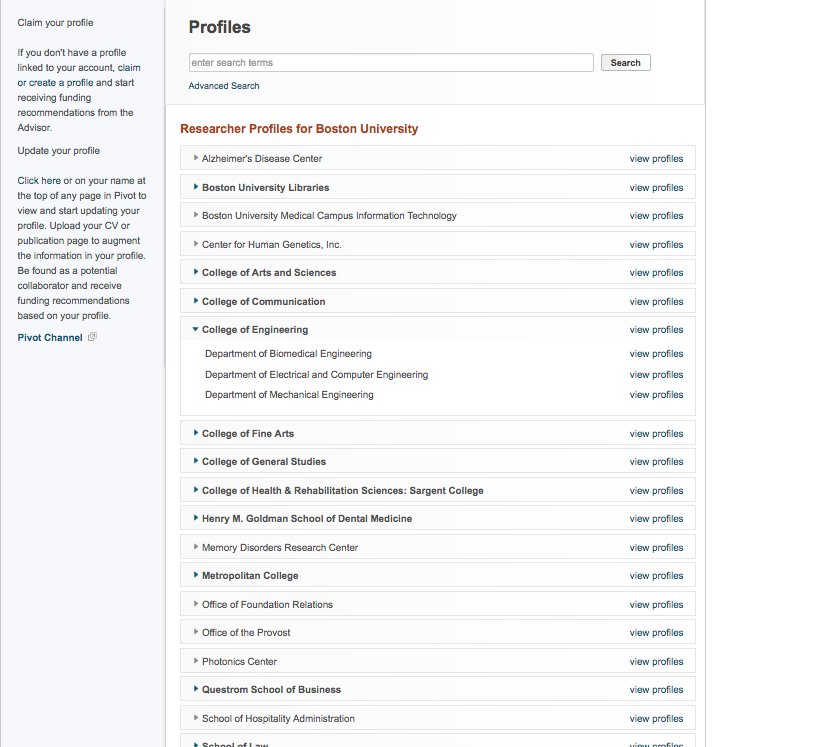 Claim your profile
If you don't have a profile
linked to your account, claim
or create a profile and start
receiving funding
recommendations from the
Advisor.
Update your profile
Click here or on your name at
the top of any page in Pivot to
view and start updating your
profile. Upload your CV or
publication page to augment
the information in your profile.
Be found as a potential
collaborator and receive
funding recommendations
based on your profile.
Pivot Channel
Profiles
enter search terms Search
Advanced Search
Researcher Profiles for Boston University
Alzheimer's Disease Center view profiles
Boston University Libraries view profiles
Boston University Medical Campus Information Technology view profiles
Center for Human Genetics, Inc. view profiles
College of Arts and Sciences view profiles
College of Communication view profiles
College of Engineering view profiles
Department of Biomedical Engineering view profiles
Department of Electrical and Computer Engineering view profiles
Department of Mechanical Engineering view profiles
College of Fine Arts view profiles
College of General Studies view profiles
College of Health & Rehabilitation Sciences: Sargent College view profiles
Henry M. Goldman School of Dental Medicine view profiles
Memory Disorders Research Center view profiles
Metropolitan College view profiles
Office of Foundation Relations view profiles
Office of the Provost view profiles
Photonics Center view profiles
Questrom School of Business view profiles
School of Hospitality Administration view profiles
School of Law view profiles